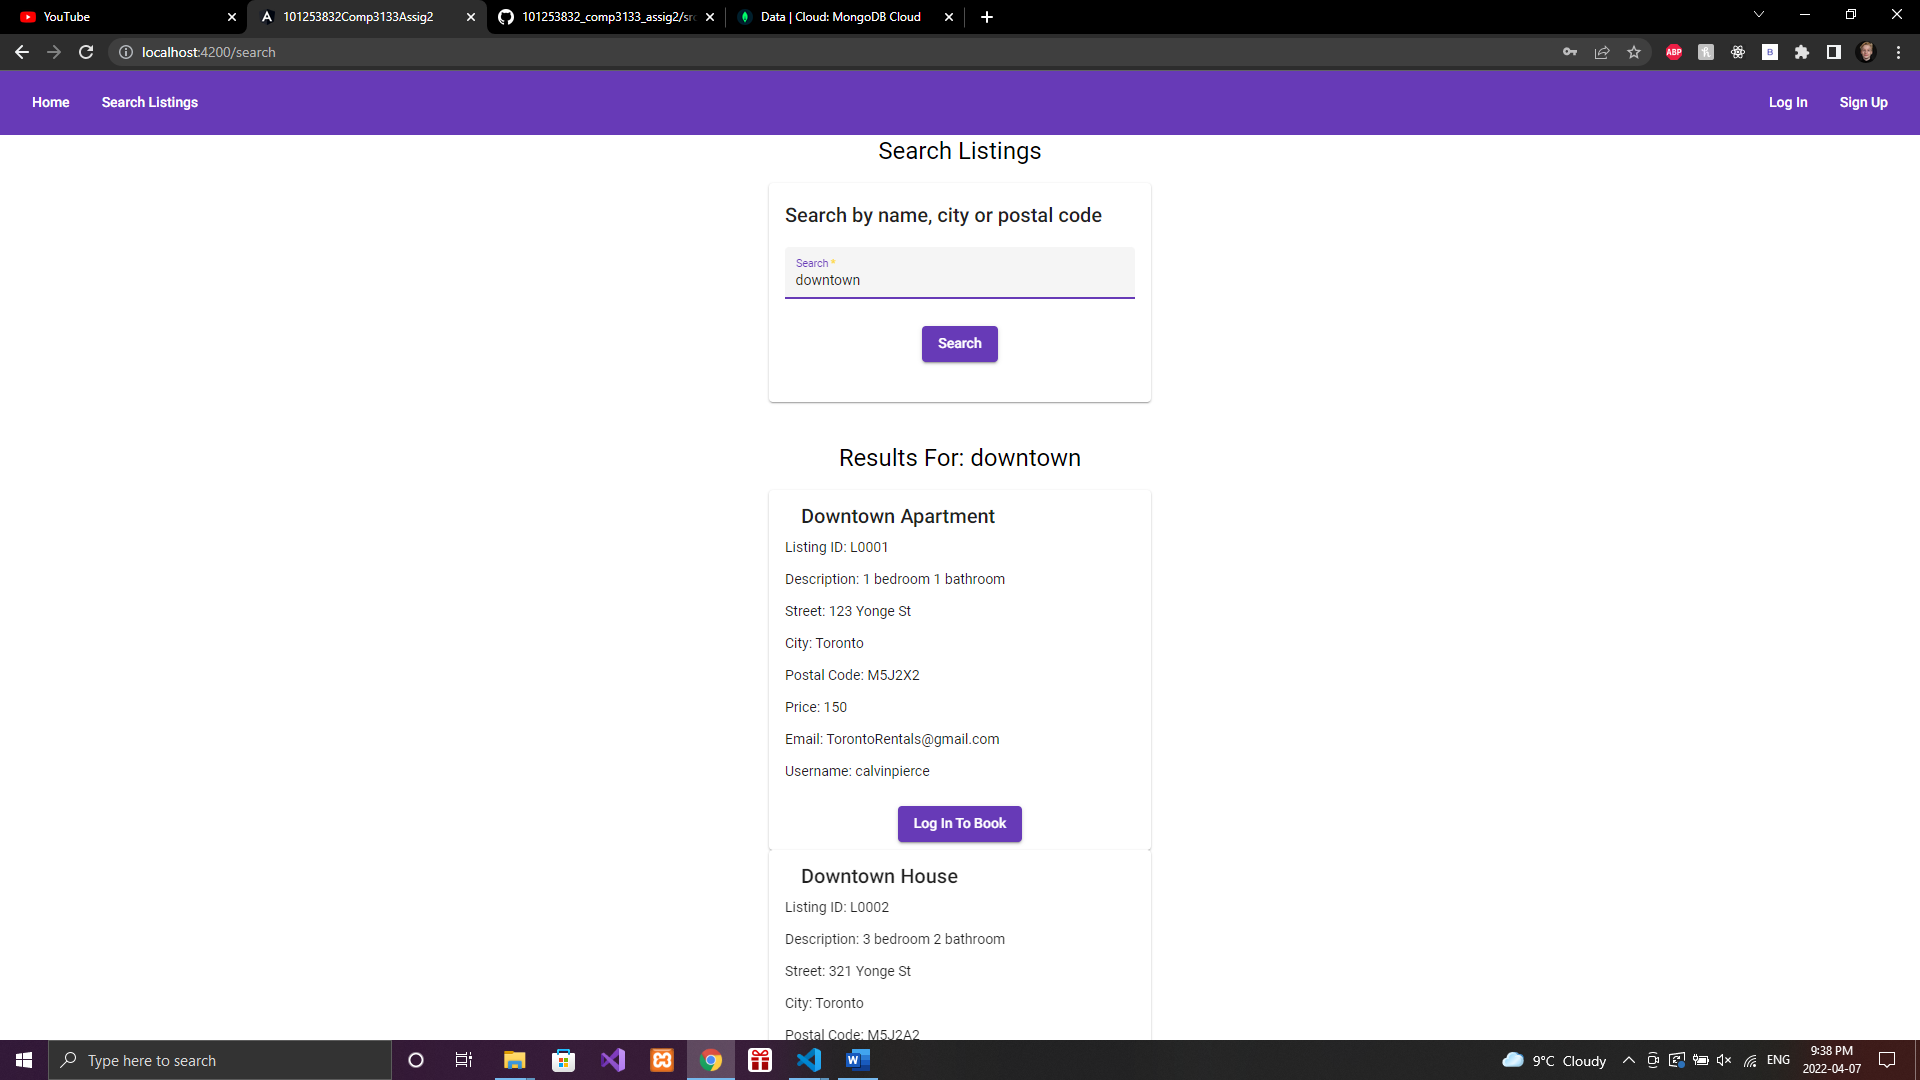 YouTube
101253832Comp3133Assig2
101253832_comp3133_assig2/src
Data | Cloud: MongoDB Cloud
localhost:4200/search
ABP
B
Home
Search Listings
Log In
Sign Up
Search Listings
Search by name, city or postal code
Search *
downtown
Search
Results For: downtown
Downtown Apartment
Listing ID: L0001
Description: 1 bedroom 1 bathroom
Street: 123 Yonge St
City: Toronto
Postal Code: M5J2X2
Price: 150
Email: TorontoRentals@gmail.com
Username: calvinpierce
Log In To Book
Downtown House
Listing ID: L0002
Description: 3 bedroom 2 bathroom
Street: 321 Yonge St
City: Toronto
Postal Code: M5J2A2
Type here to search
9°C Cloudy
ENG
9:38 PM
2022-04-07